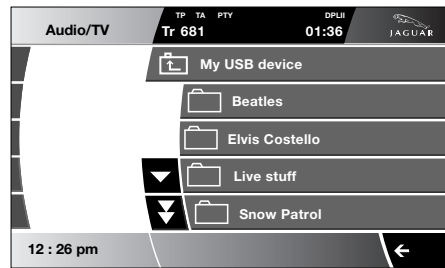 Audio/TV
TP TA PTY DPLII
Tr 681 01:36
JAGUAR
My USB device
Beatles
Elvis Costello
Live stuff
Snow Patrol
12 : 26 pm